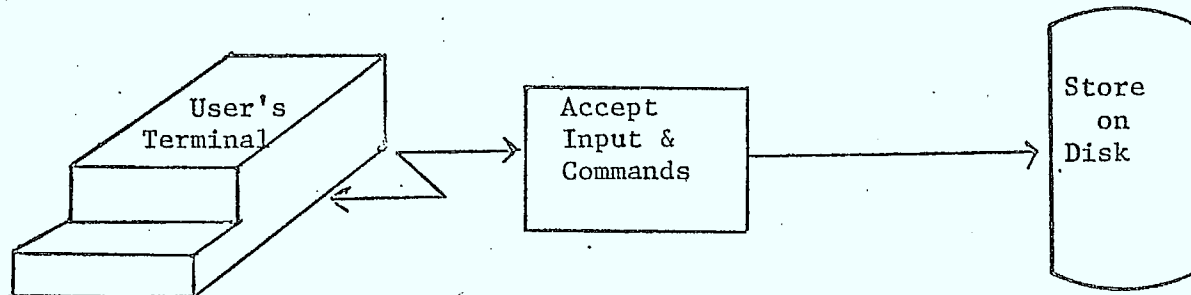 User's
Terminal
Accept
Input &
Commands
Store
on
Disk